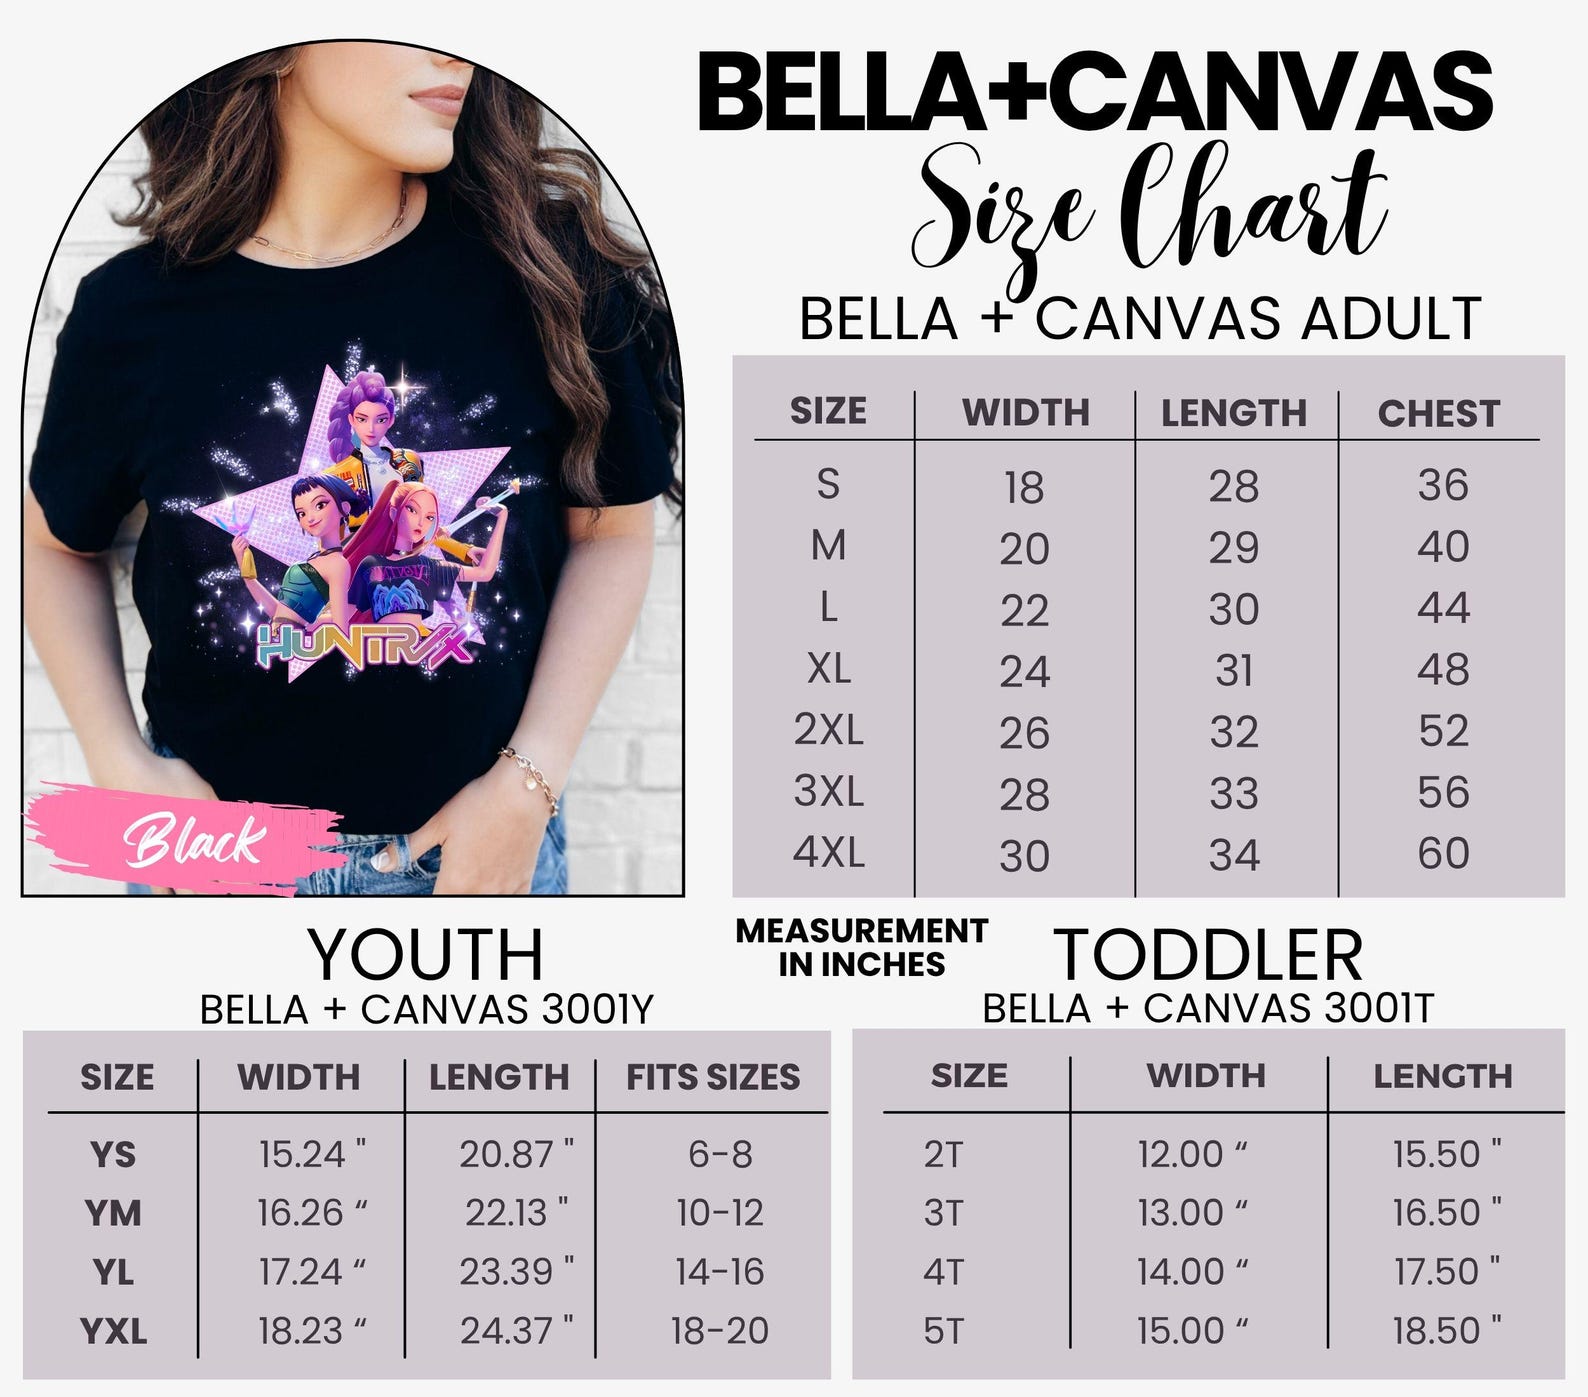 BELLA+CANVAS
Size Chart
BELLA + CANVAS ADULT
SIZE WIDTH LENGTH CHEST
S 18 28 36
M 20 29 40
L 22 30 44
XL 24 31 48
2XL 26 32 52
3XL 28 33 56
4XL 30 34 60
HUNTR/X
Black
MEASUREMENT
IN INCHES
YOUTH
BELLA + CANVAS 3001Y
SIZE WIDTH LENGTH FITS SIZES
YS 15.24 " 20.87 " 6-8
YM 16.26 “ 22.13 " 10-12
YL 17.24 “ 23.39 " 14-16
YXL 18.23 “ 24.37 " 18-20
TODDLER
BELLA + CANVAS 3001T
SIZE WIDTH LENGTH
2T 12.00 “ 15.50 "
3T 13.00 “ 16.50 "
4T 14.00 “ 17.50 "
5T 15.00 “ 18.50 "